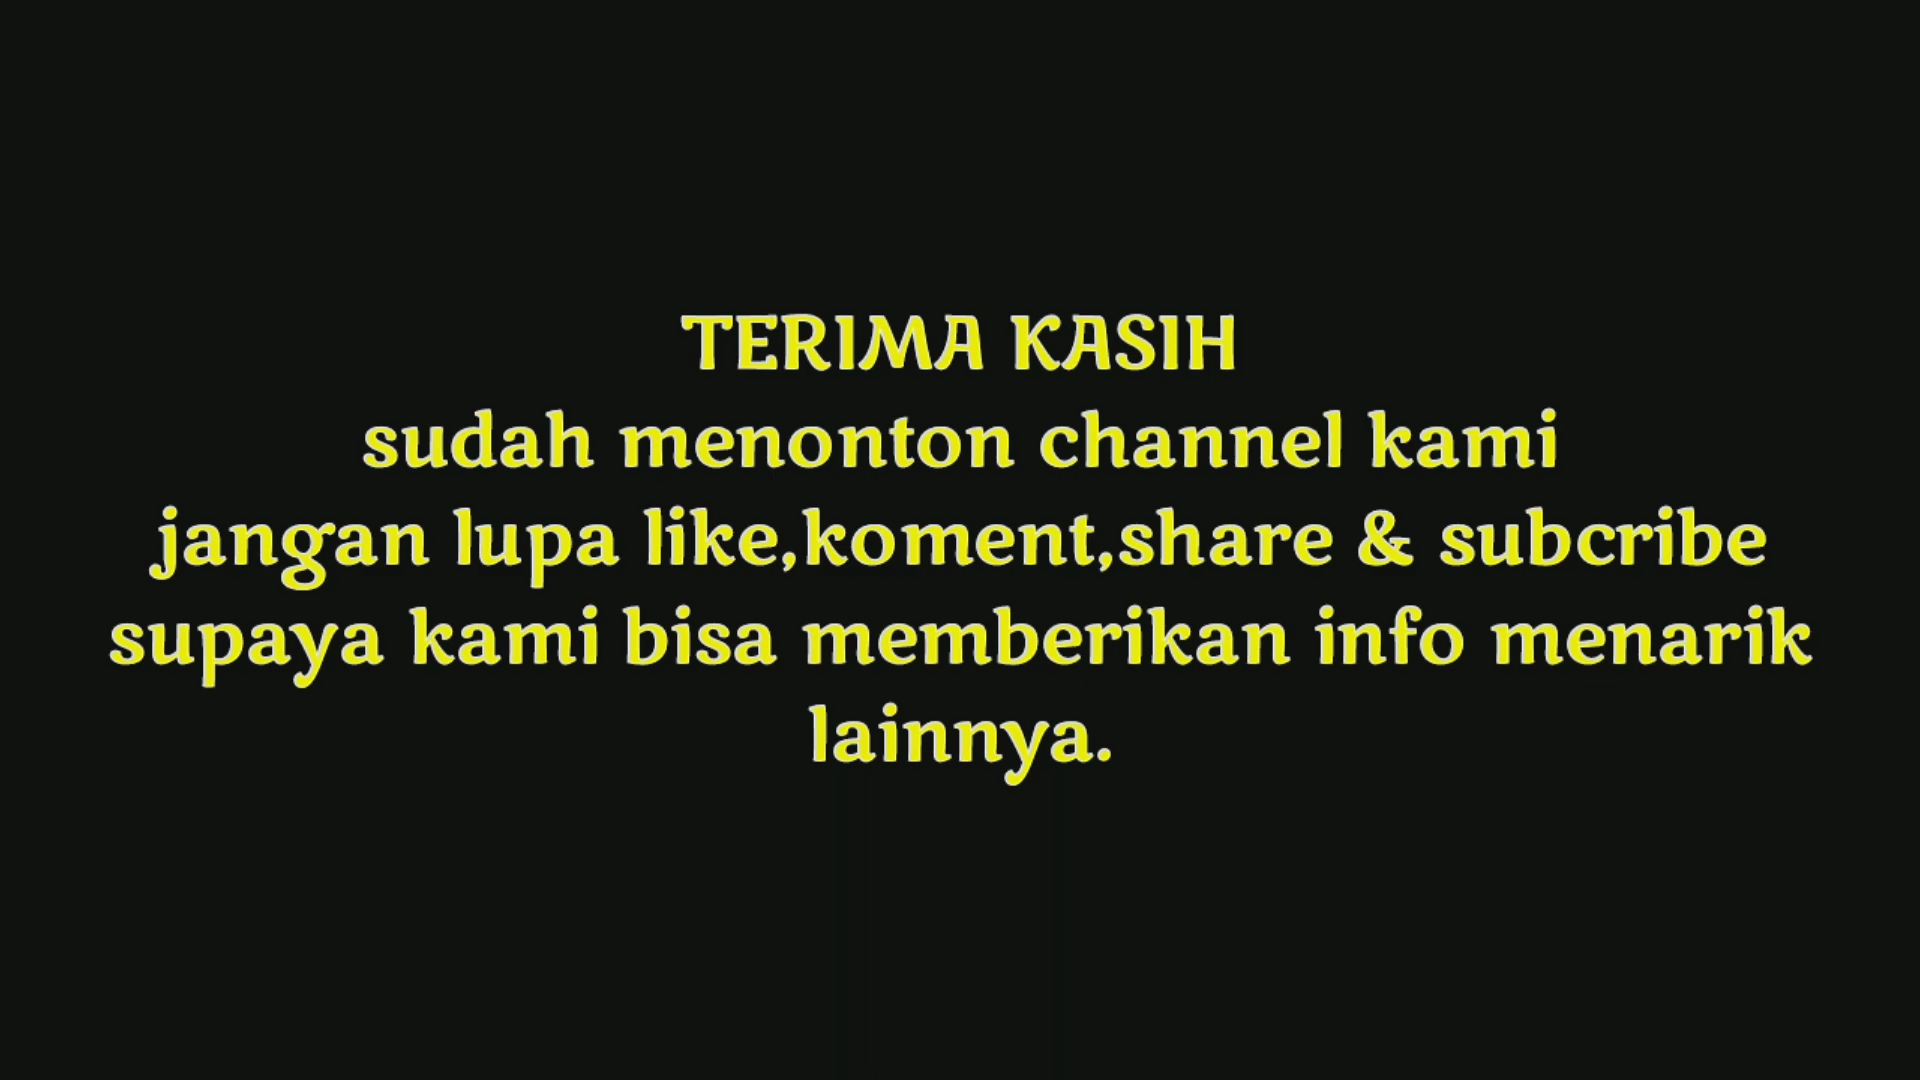 TERIMA KASIH
sudah menonton channel kami
jangan lupa like,koment,share & subcribe
supaya kami bisa memberikan info menarik
lainnya.